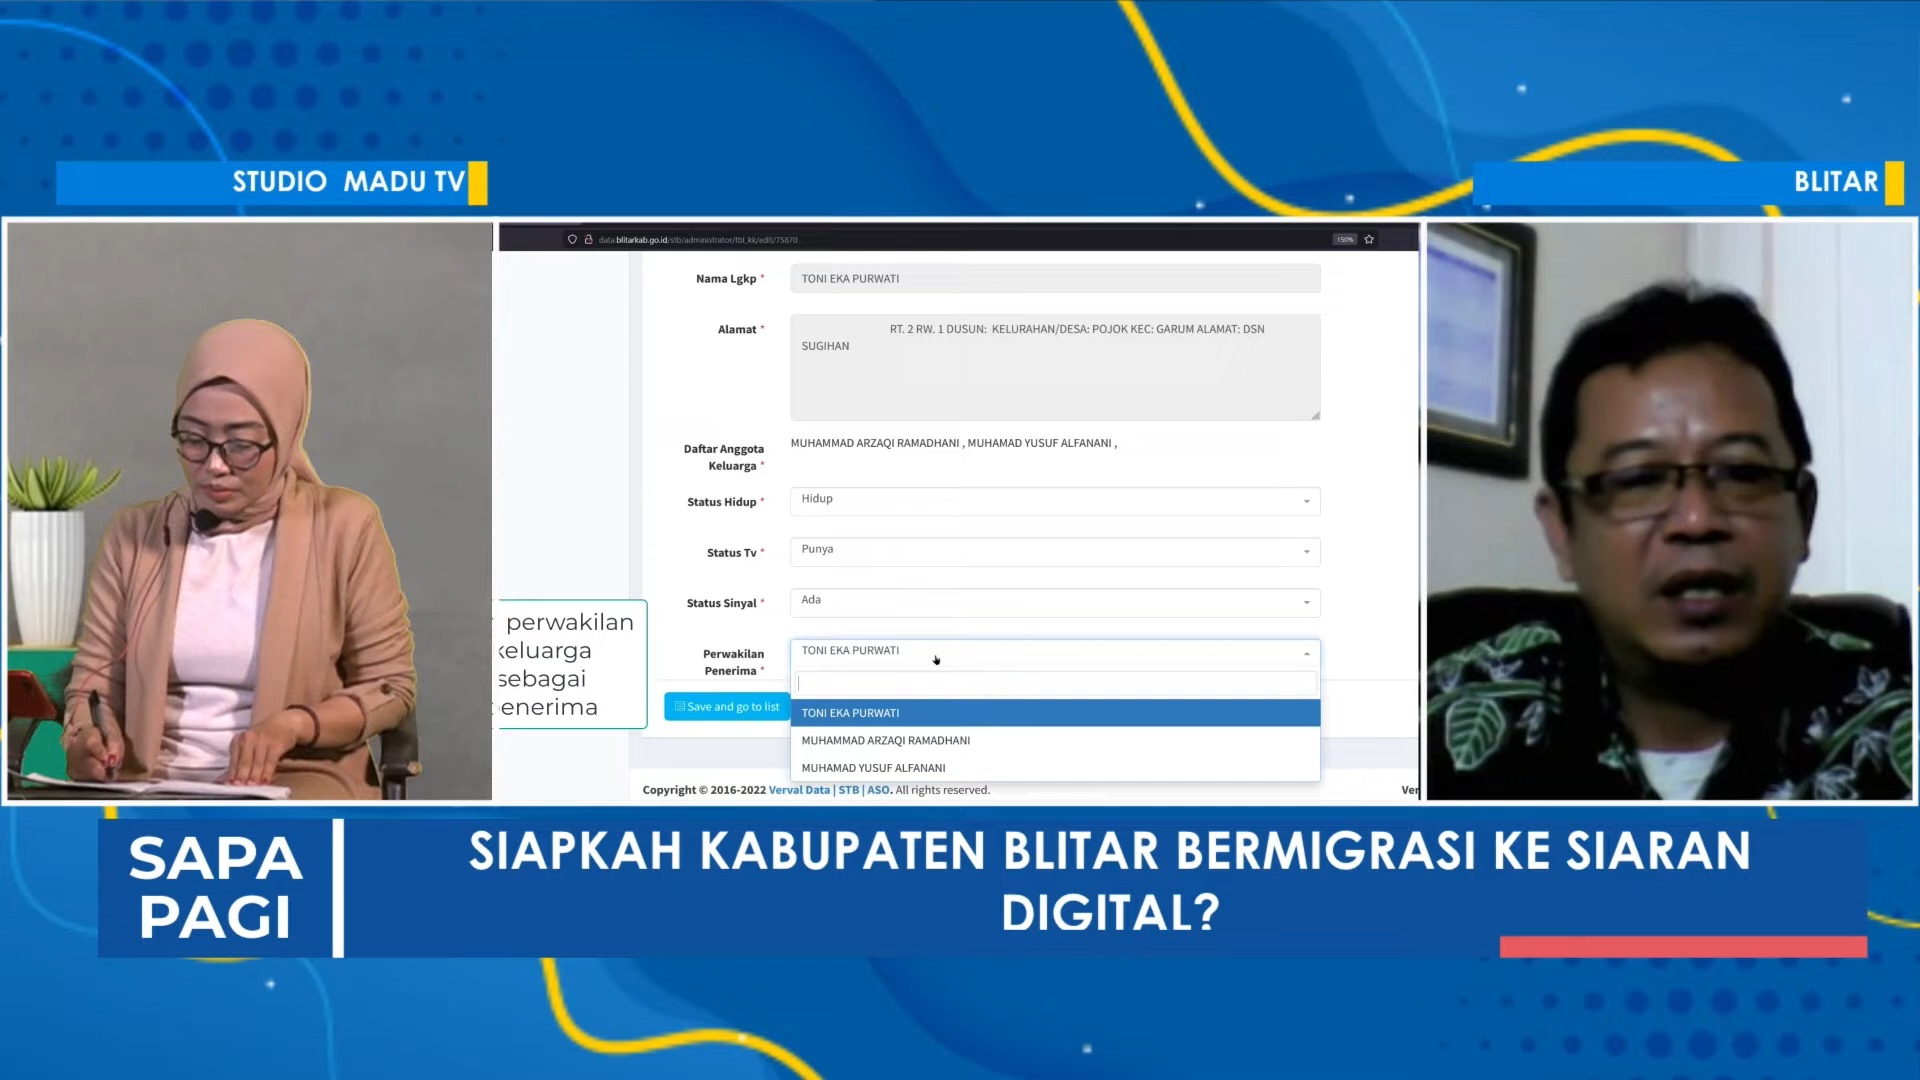 STUDIO MADU TV
BLITAR
data.blitarkab.go.id/stb/administrator/tbl_kk/edit/75870
150%
Nama Lgkp *
TONI EKA PURWATI
Alamat *
RT. 2 RW. 1 DUSUN: KELURAHAN/DESA: POJOK KEC: GARUM ALAMAT: DSN
SUGIHAN
Daftar Anggota
Keluarga *
MUHAMMAD ARZAQI RAMADHANI , MUHAMAD YUSUF ALFANANI ,
Status Hidup *
Hidup
Status Tv *
Punya
Status Sinyal *
Ada
Perwakilan
Penerima *
TONI EKA PURWATI
perwakilan
keluarga
sebagai
enerima
Save and go to list
TONI EKA PURWATI
MUHAMMAD ARZAQI RAMADHANI
MUHAMAD YUSUF ALFANANI
Copyright © 2016-2022 Verval Data | STB | ASO. All rights reserved.
Ver
SAPA
PAGI
SIAPKAH KABUPATEN BLITAR BERMIGRASI KE SIARAN
DIGITAL?